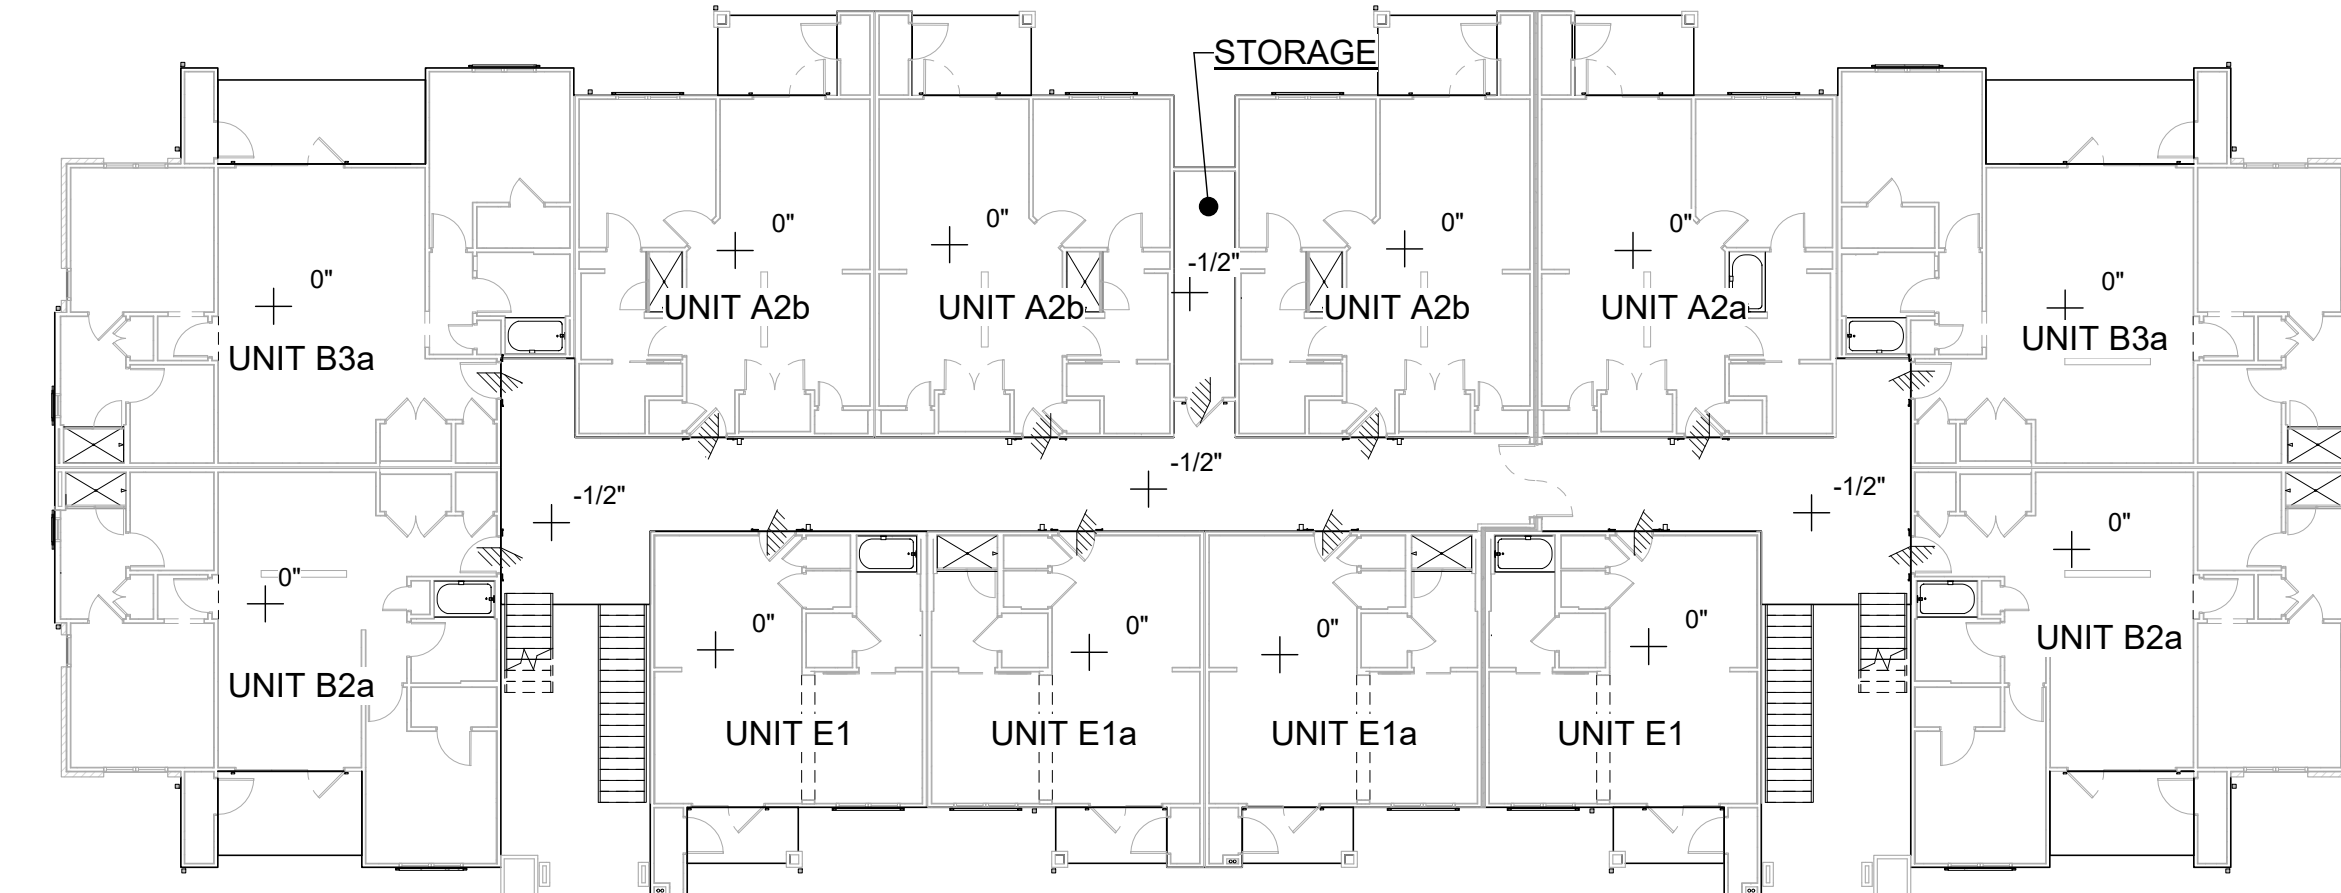 STORAGE
0"
0"
0"
0"
-1/2"
0"
0"
UNIT A2b
UNIT A2b
UNIT A2b
UNIT A2a
UNIT B3a
UNIT B3a
-1/2"
-1/2"
-1/2"
0"
0"
0"
0"
0"
0"
UNIT B2a
UNIT B2a
UNIT E1
UNIT E1a
UNIT E1a
UNIT E1